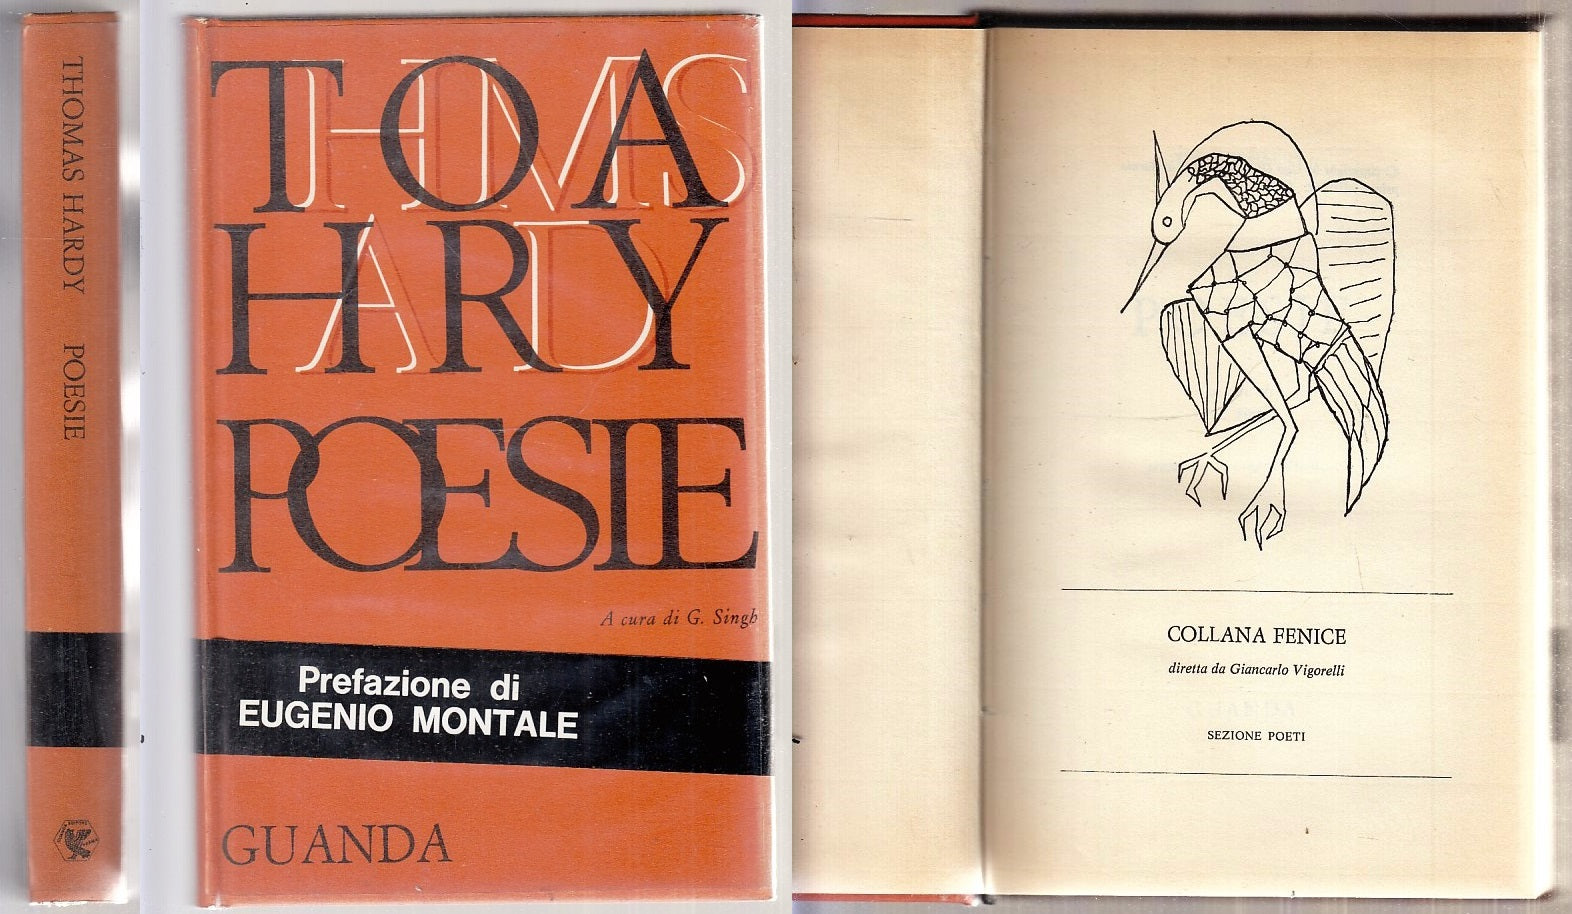 THOMAS HARDY POESIE
THOMAS
HARDY
POESIE
A cura di G. Singh
Prefazione di
EUGENIO MONTALE
GUANDA
COLLANA FENICE
diretta da Giancarlo Vigorelli
SEZIONE POETI